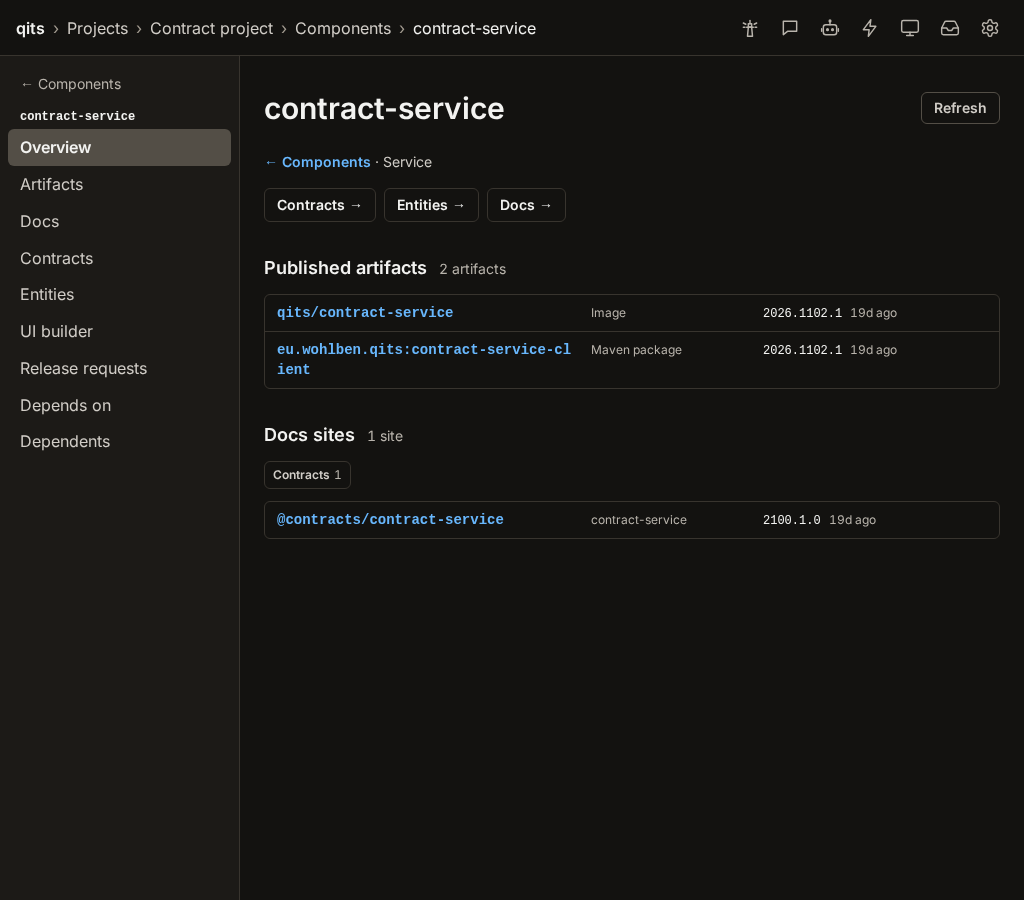 qits › Projects › Contract project › Components › contract-service
← Components
contract-service
Overview
Artifacts
Docs
Contracts
Entities
UI builder
Release requests
Depends on
Dependents
contract-service
Refresh
← Components · Service
Contracts → Entities → Docs →
Published artifacts 2 artifacts
qits/contract-service Image 2026.1102.1 19d ago
eu.wohlben.qits:contract-service-cl Maven package 2026.1102.1 19d ago
ient
Docs sites 1 site
Contracts 1
@contracts/contract-service contract-service 2100.1.0 19d ago